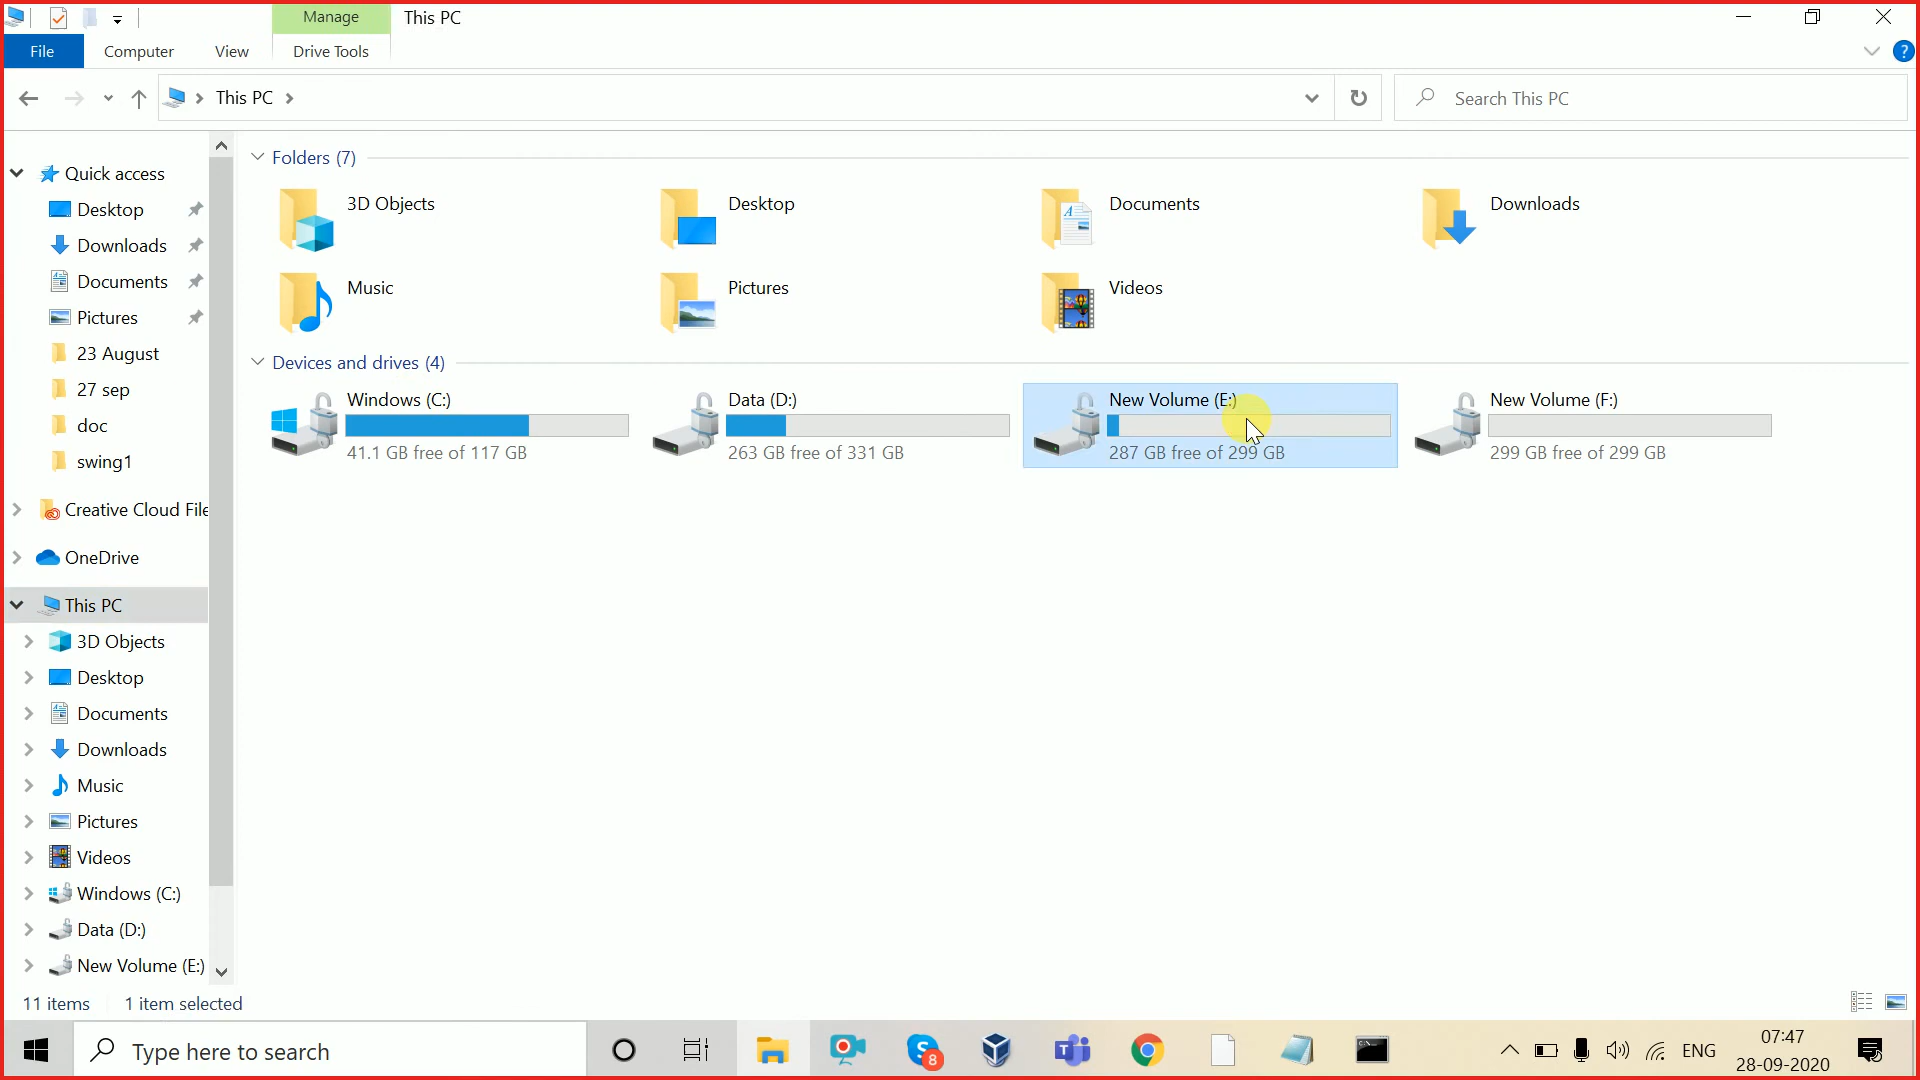 Manage
This PC
File
Computer
View
Drive Tools
?
This PC
Search This PC
Quick access
Desktop
Downloads
Documents
Pictures
23 August
27 sep
doc
swing1
Creative Cloud File
OneDrive
This PC
3D Objects
Desktop
Documents
Downloads
Music
Pictures
Videos
Windows (C:)
Data (D:)
New Volume (E:)
Folders (7)
3D Objects
Desktop
Documents
Downloads
Music
Pictures
Videos
Devices and drives (4)
Windows (C:)
41.1 GB free of 117 GB
Data (D:)
263 GB free of 331 GB
New Volume (E:)
287 GB free of 299 GB
New Volume (F:)
299 GB free of 299 GB
11 items
1 item selected
Type here to search
S
8
T
ENG
07:47
28-09-2020